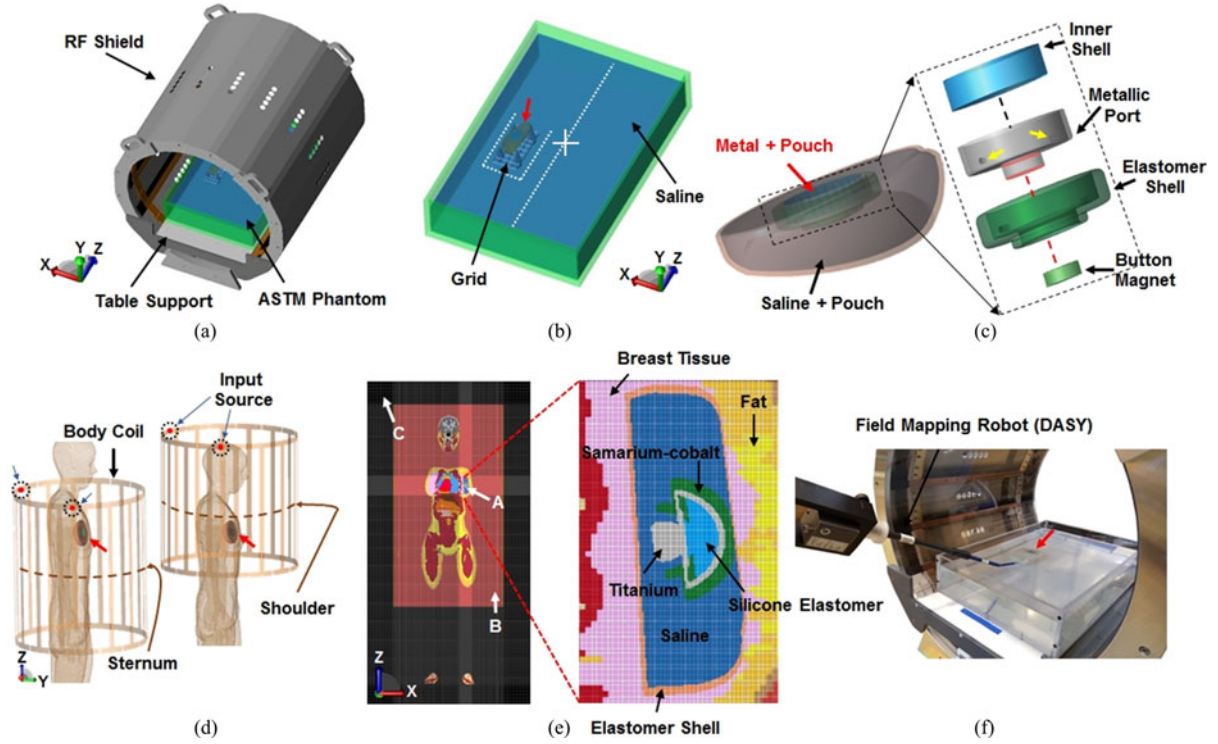 RF Shield
Table Support
ASTM Phantom
X
Y
Z
(a)
Grid
Saline
X
Y
Z
(b)
Metal + Pouch
Saline + Pouch
Inner
Shell
Metallic
Port
Elastomer
Shell
Button
Magnet
(c)
Input
Source
Body Coil
Shoulder
Sternum
Z
Y
(d)
C
A
B
Z
X
Breast Tissue
Fat
Samarium-cobalt
Titanium
Silicone Elastomer
Saline
Elastomer Shell
(e)
Field Mapping Robot (DASY)
(f)